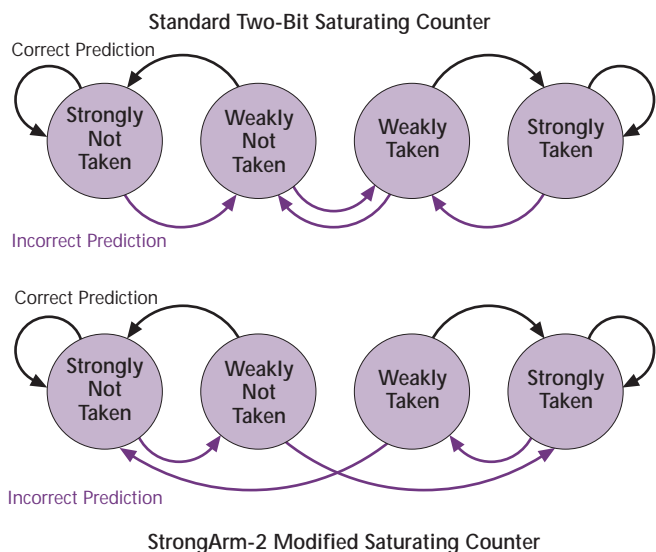 Standard Two-Bit Saturating Counter
Correct Prediction
Strongly
Not
Taken
Weakly
Not
Taken
Weakly
Taken
Strongly
Taken
Incorrect Prediction
Correct Prediction
Strongly
Not
Taken
Weakly
Not
Taken
Weakly
Taken
Strongly
Taken
Incorrect Prediction
StrongArm-2 Modified Saturating Counter